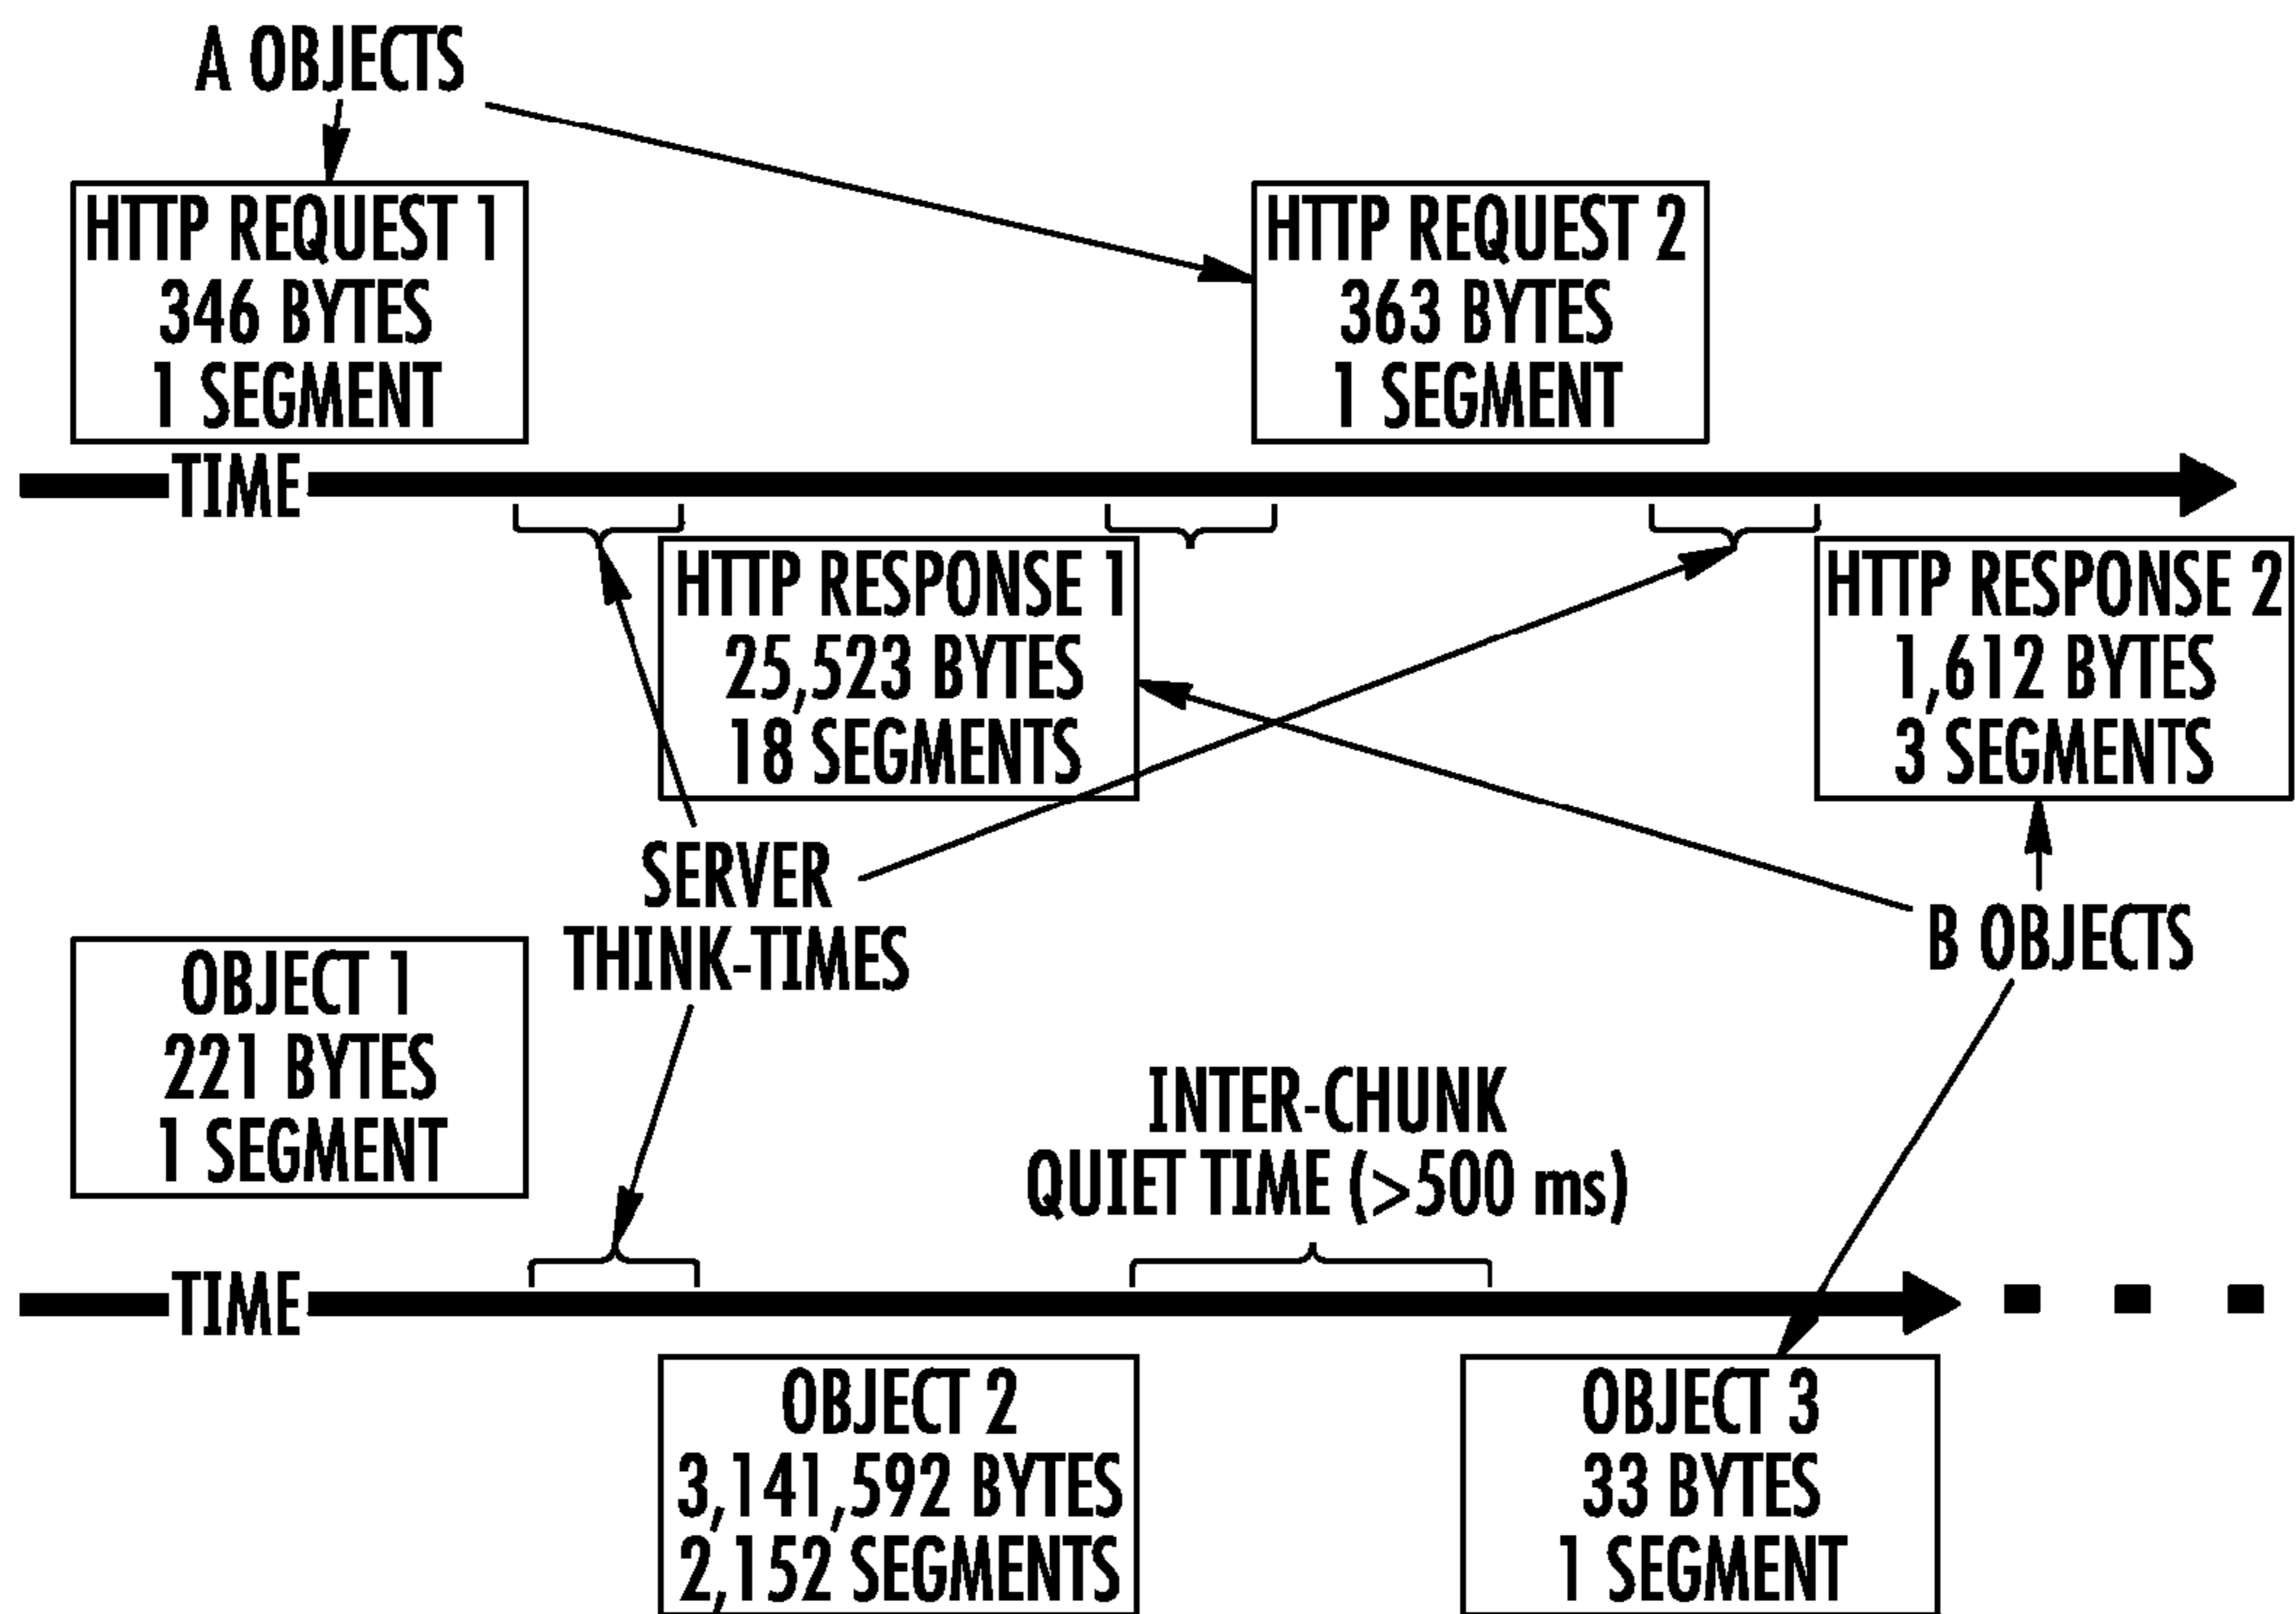 A OBJECTS
HTTP REQUEST 1
346 BYTES
1 SEGMENT
HTTP REQUEST 2
363 BYTES
1 SEGMENT
TIME
HTTP RESPONSE 1
25,523 BYTES
18 SEGMENTS
HTTP RESPONSE 2
1,612 BYTES
3 SEGMENTS
SERVER
THINK-TIMES
B OBJECTS
OBJECT 1
221 BYTES
1 SEGMENT
INTER-CHUNK
QUIET TIME (>500 ms)
TIME
OBJECT 2
3,141,592 BYTES
2,152 SEGMENTS
OBJECT 3
33 BYTES
1 SEGMENT